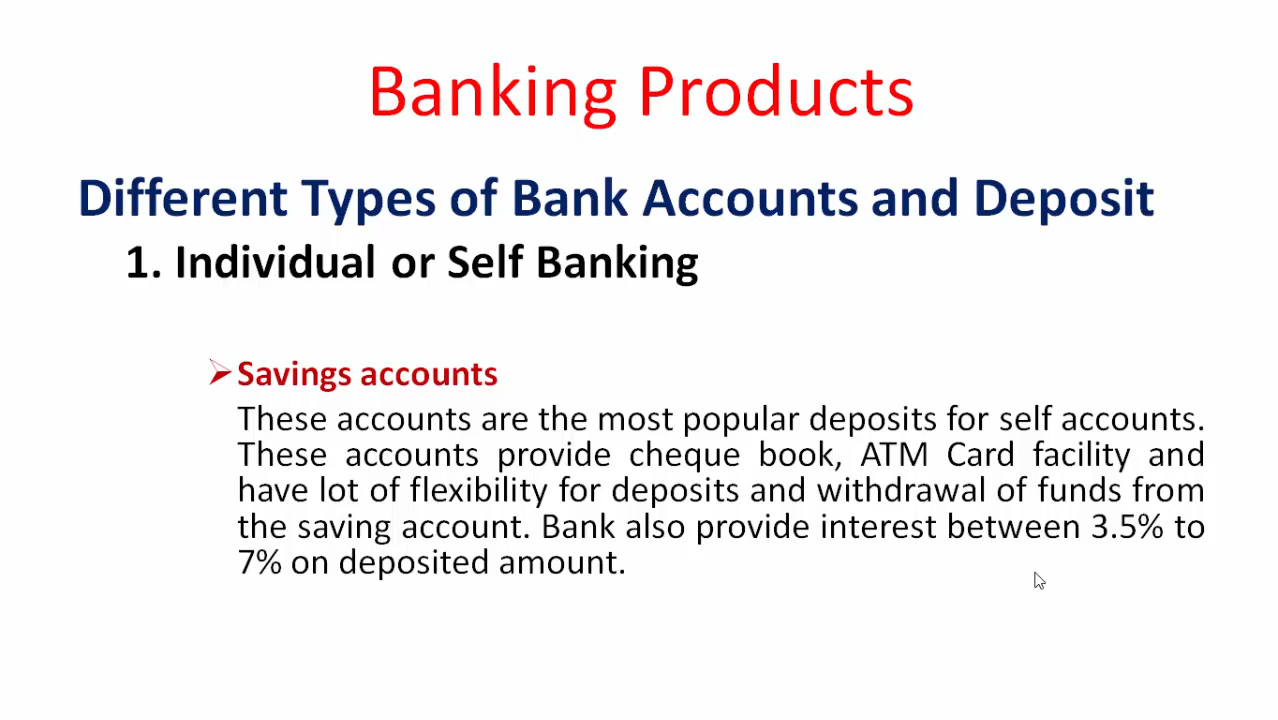 Banking Products
Different Types of Bank Accounts and Deposit
1. Individual or Self Banking
Savings accounts
These accounts are the most popular deposits for self accounts.
These accounts provide cheque book, ATM Card facility and
have lot of flexibility for deposits and withdrawal of funds from
the saving account. Bank also provide interest between 3.5% to
7% on deposited amount.